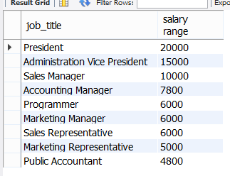 Result Grid Filter Rows: Expo
job_title salary range
President 20000
Administration Vice President 15000
Sales Manager 10000
Accounting Manager 7800
Programmer 6000
Marketing Manager 6000
Sales Representative 6000
Marketing Representative 5000
Public Accountant 4800